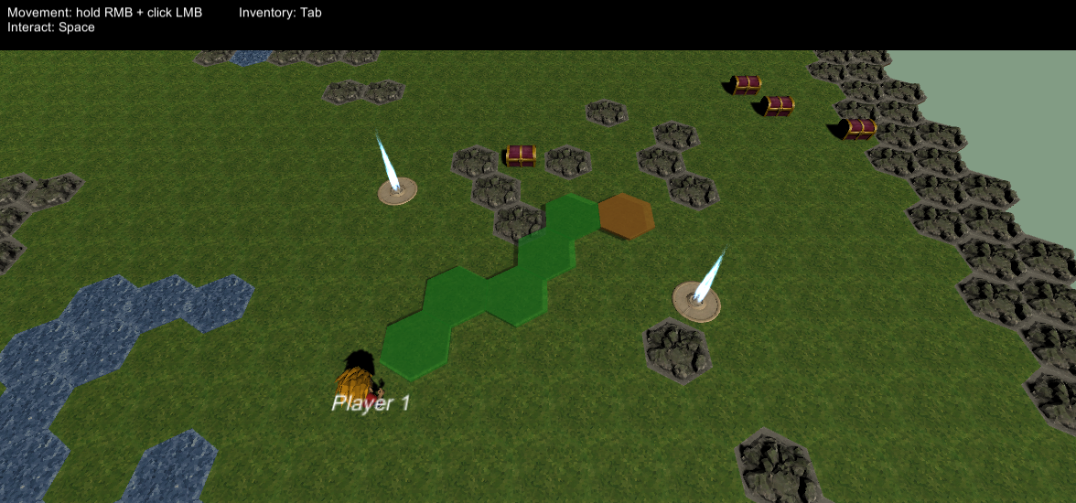 Movement: hold RMB + click LMB
Inventory: Tab
Interact: Space
Player 1